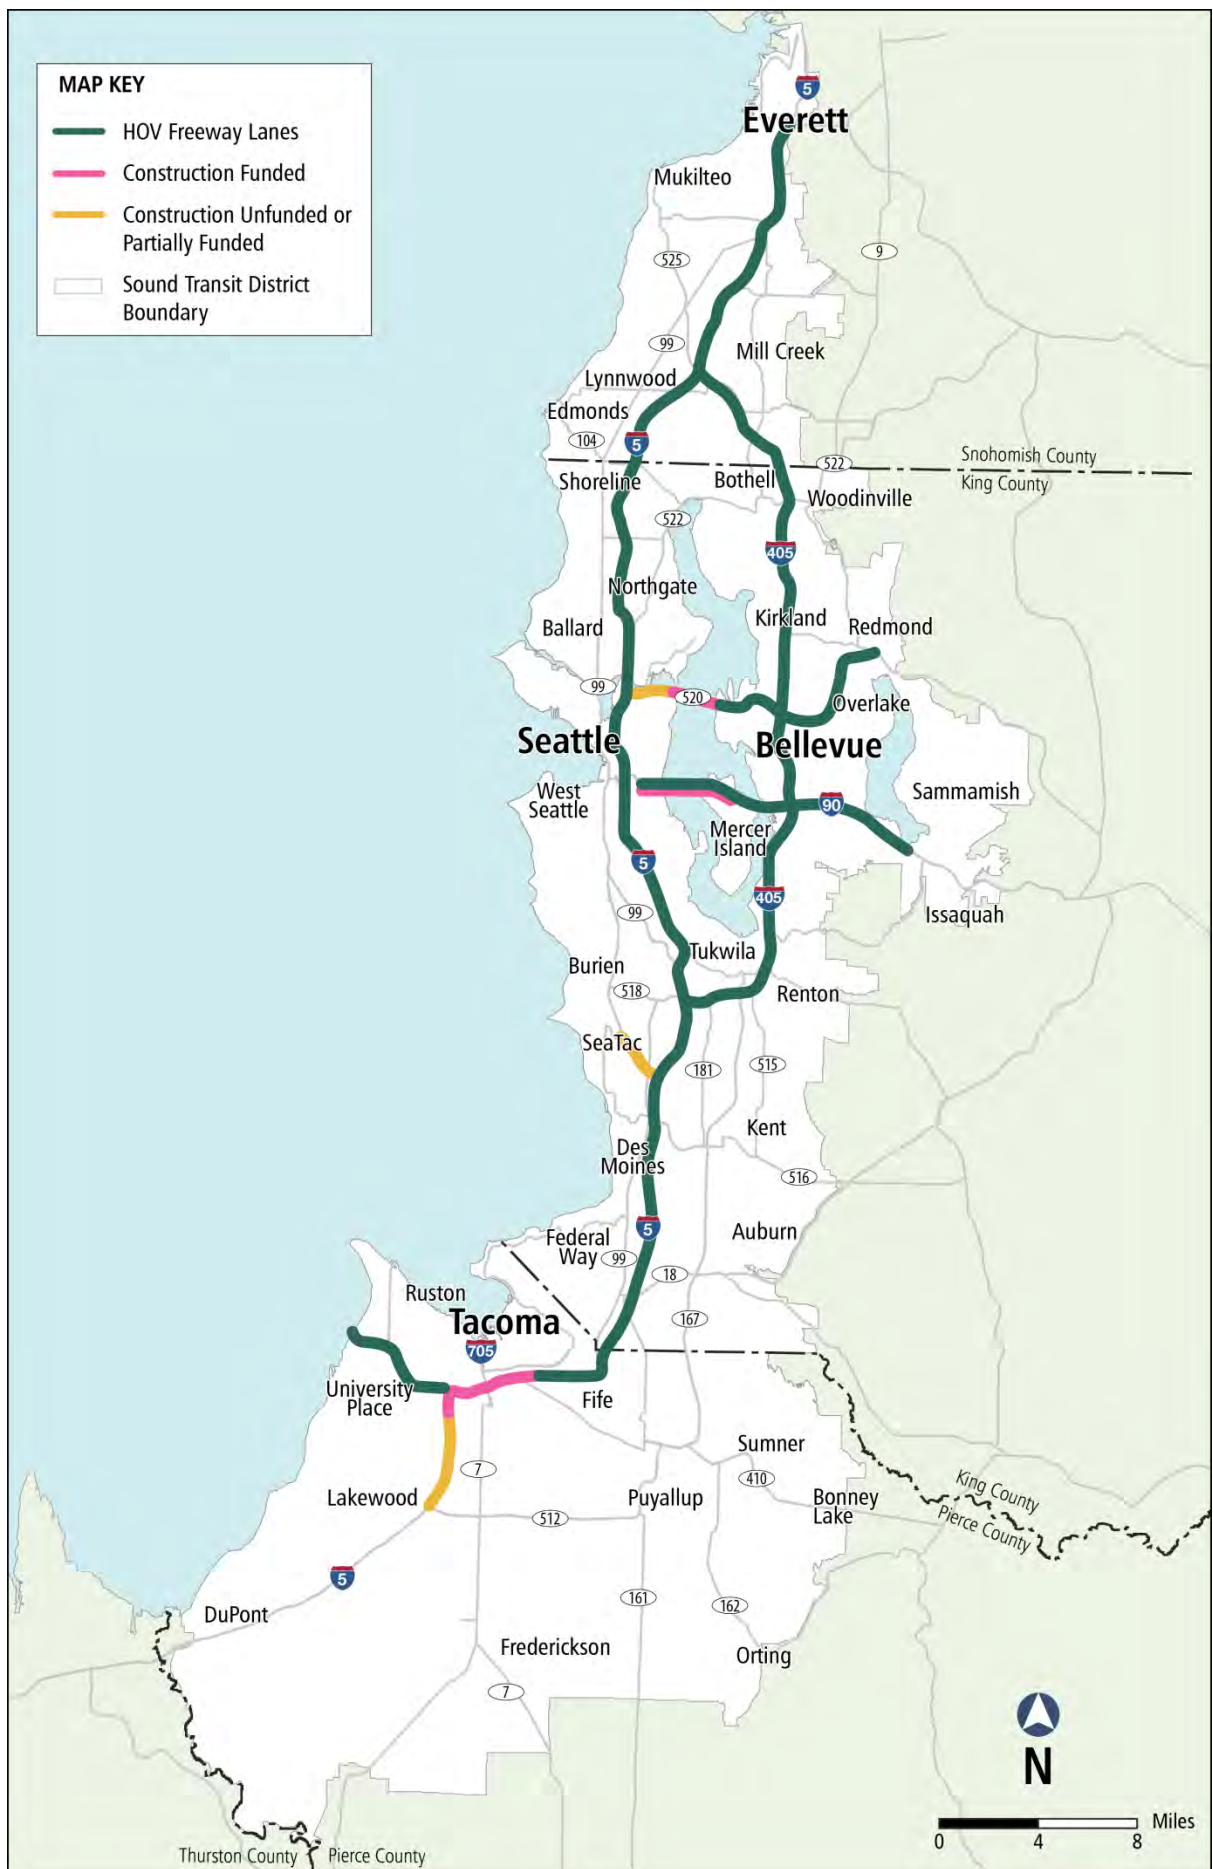 MAP KEY
HOV Freeway Lanes
Construction Funded
Construction Unfunded or
Partially Funded
Sound Transit District
Boundary
5
Everett
Mukilteo
525
9
99
Mill Creek
Lynnwood
Edmonds
104
5
522
Snohomish County
King County
Shoreline
Bothell
Woodinville
522
405
Northgate
Kirkland
Redmond
Ballard
99
520
Overlake
Seattle
Bellevue
West
Seattle
90
Sammamish
Mercer
Island
5
405
99
Issaquah
Tukwila
Burien
518
Renton
SeaTac
181
515
Kent
Des
Moines
516
5
Auburn
Federal
Way
99
18
Ruston
Tacoma
167
705
University
Place
Fife
Sumner
7
410
King County
Pierce County
Lakewood
Puyallup
Bonney
Lake
512
5
161
162
DuPont
Frederickson
Orting
7
N
Miles
0
4
8
Thurston County
Pierce County